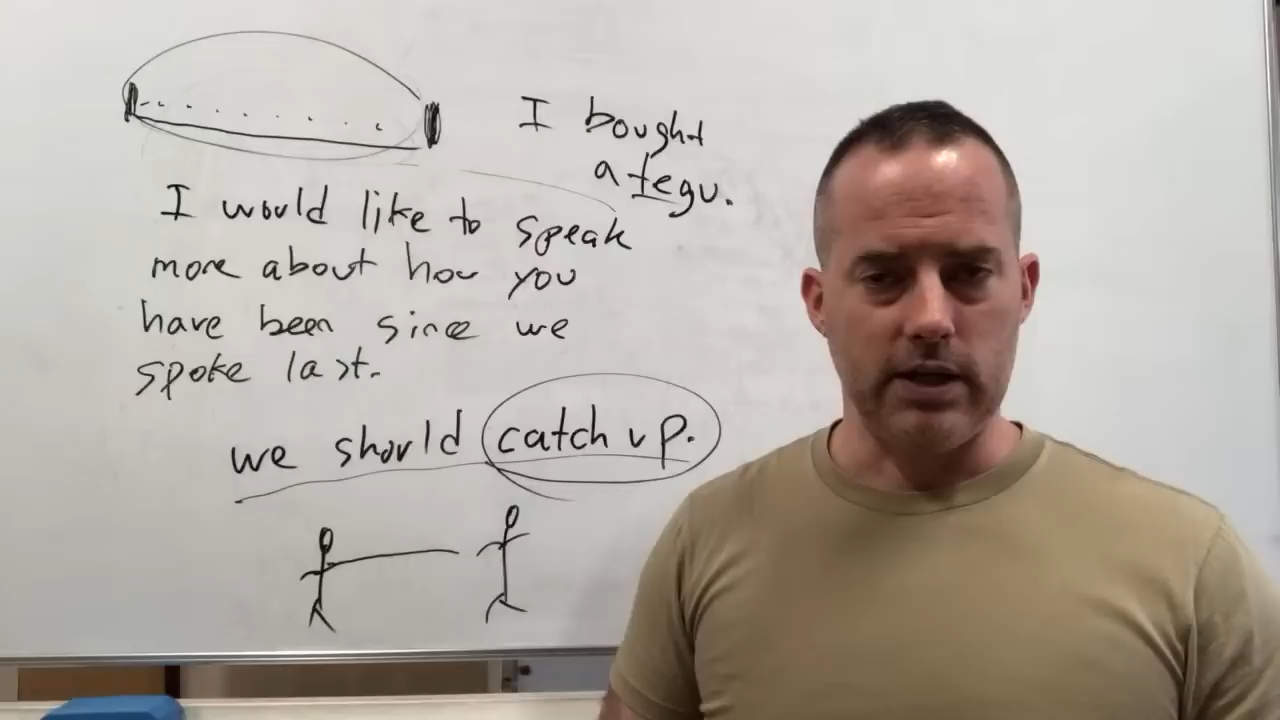 I bought
a tegu.
I would like to speak
more about how you
have been since we
spoke last.
we should catch up.